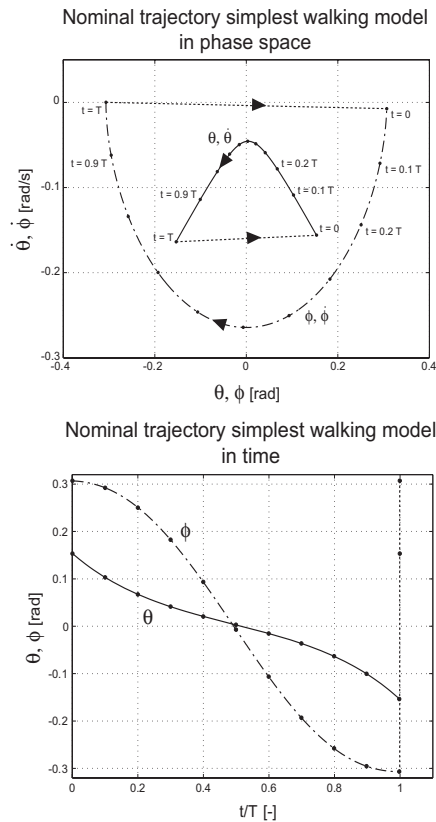 Nominal trajectory simplest walking model
in phase space
θ̇, ϕ̇ [rad/s]
0
-0.1
-0.2
-0.3
t = T
t = 0
θ, θ̇
t = 0.9 T
t = 0.2 T
t = 0.1 T
t = 0.9 T
t = 0.1 T
t = T
t = 0
t = 0.2 T
ϕ, ϕ̇
-0.4
-0.2
0
0.2
0.4
θ, ϕ [rad]
Nominal trajectory simplest walking model
in time
θ, ϕ [rad]
0.3
0.2
0.1
0
-0.1
-0.2
-0.3
ϕ
θ
0
0.2
0.4
0.6
0.8
1
t/T [-]